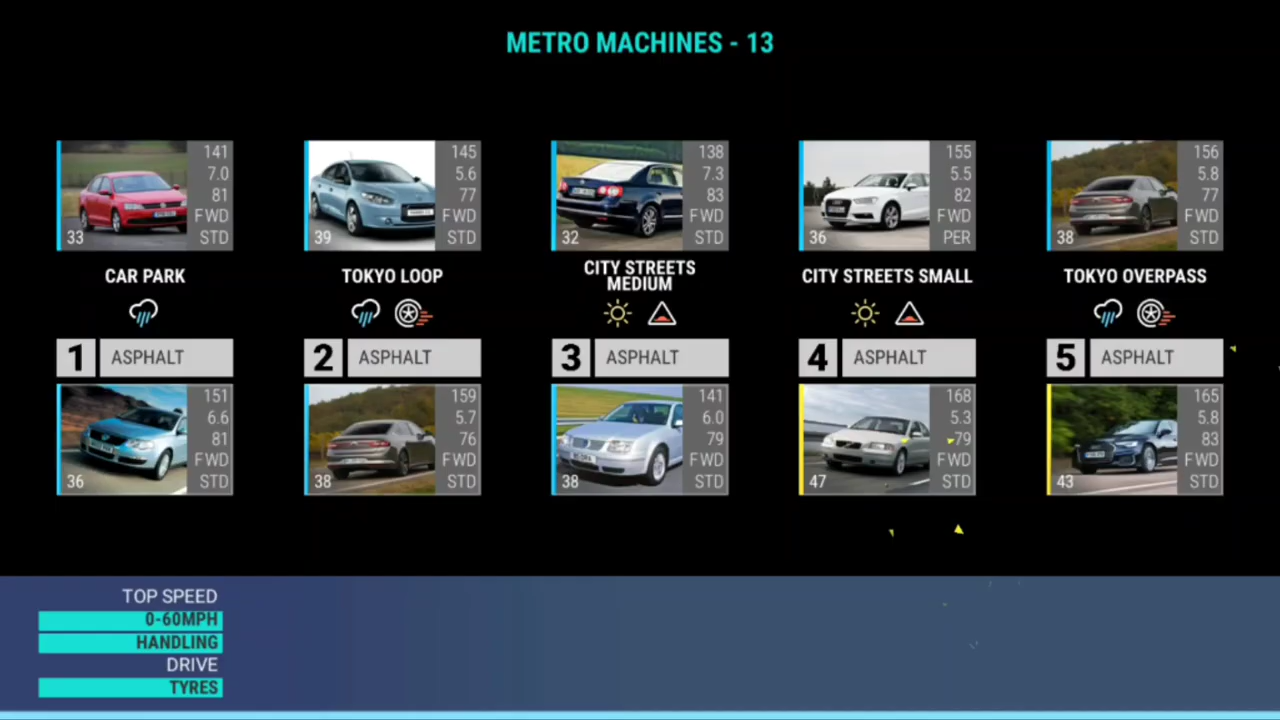 METRO MACHINES - 13
141
7.0
81
FWD
33 STD
145
5.6
77
FWD
39 STD
138
7.3
83
FWD
32 STD
155
5.5
82
FWD
36 PER
156
5.8
77
FWD
38 STD
CAR PARK
TOKYO LOOP
CITY STREETS
MEDIUM
CITY STREETS SMALL
TOKYO OVERPASS
1 ASPHALT
2 ASPHALT
3 ASPHALT
4 ASPHALT
5 ASPHALT
151
6.6
81
FWD
36 STD
159
5.7
76
FWD
38 STD
141
6.0
79
FWD
38 STD
168
5.3
79
FWD
47 STD
165
5.8
83
FWD
43 STD
TOP SPEED
0-60MPH
HANDLING
DRIVE
TYRES